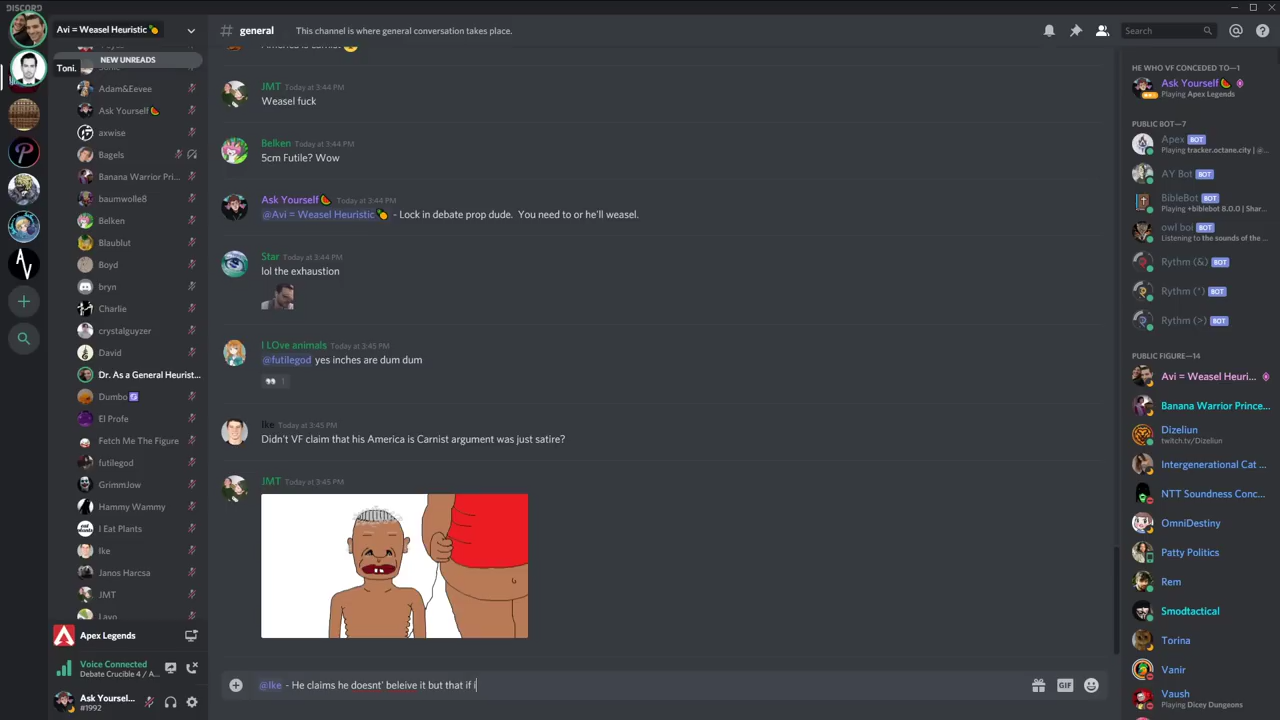 DISCORD
Avi = Weasel Heuristic
# general
This channel is where general conversation takes place.
Search
Toni.
NEW UNREADS
Adam&Eevee
Ask Yourself
axwise
Bagels
Banana Warrior Pri...
baumwolle8
Belken
Blaublut
Boyd
bryn
Charlie
crystalguyzer
David
Dr. As a General Heurist...
Dumbo
El Profe
Fetch Me The Figure
futilegod
GrimmJow
Hammy Wammy
I Eat Plants
Ike
Janos Harcsa
JMT
Layo
Apex Legends
Voice Connected
Debate Crucible 4 / A...
Ask Yoursel...
#1992
America is Carnist
JMT Today at 3:44 PM
Weasel fuck
Belken Today at 3:44 PM
5cm Futile? Wow
Ask Yourself Today at 3:44 PM
@Avi = Weasel Heuristic - Lock in debate prop dude. You need to or he'll weasel.
Star Today at 3:44 PM
lol the exhaustion
I LOve animals Today at 3:45 PM
@futilegod yes inches are dum dum
1
Ike Today at 3:45 PM
Didn't VF claim that his America is Carnist argument was just satire?
JMT Today at 3:45 PM
@Ike - He claims he doesnt' beleive it but that if i
GIF
HE WHO VF CONCEDED TO—1
Ask Yourself
Playing Apex Legends
PUBLIC BOT—7
Apex BOT
Playing tracker.octane.city | @...
AY Bot BOT
BibleBot BOT
Playing +biblebot 8.0.0 | Shar...
owl boi BOT
Listening to the sounds of the ...
Rythm (&) BOT
Rythm (*) BOT
Rythm (>) BOT
PUBLIC FIGURE—14
Avi = Weasel Heuri...
Banana Warrior Prince...
Dizeliun
twitch.tv/Dizeliun
Intergenerational Cat ...
NTT Soundness Conc...
OmniDestiny
Patty Politics
Rem
Smodtactical
Torina
Vanir
Vaush
Playing Dicey Dungeons